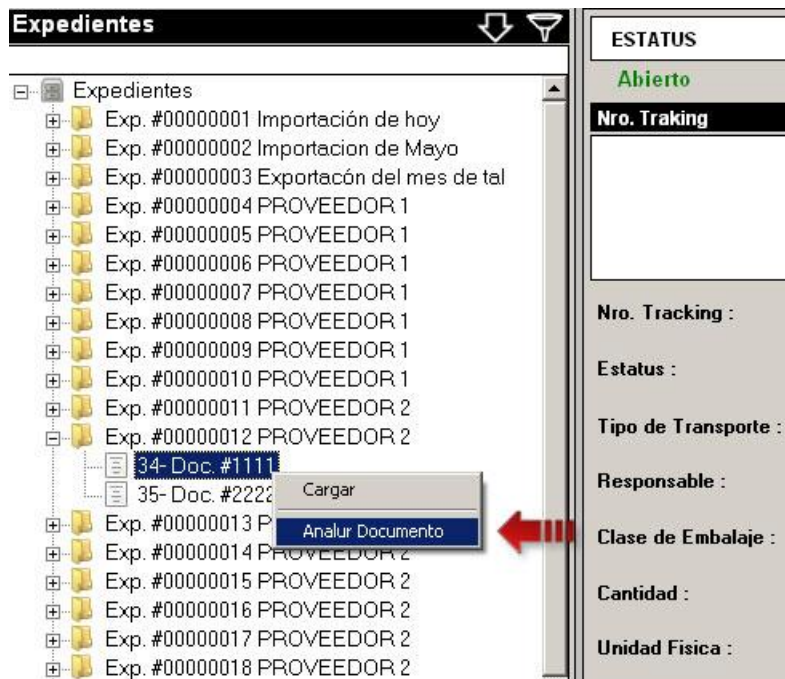 Expedientes
Expedientes
Exp. #00000001 Importación de hoy
Exp. #00000002 Importacion de Mayo
Exp. #00000003 Exportacón del mes de tal
Exp. #00000004 PROVEEDOR 1
Exp. #00000005 PROVEEDOR 1
Exp. #00000006 PROVEEDOR 1
Exp. #00000007 PROVEEDOR 1
Exp. #00000008 PROVEEDOR 1
Exp. #00000009 PROVEEDOR 1
Exp. #00000010 PROVEEDOR 1
Exp. #00000011 PROVEEDOR 2
Exp. #00000012 PROVEEDOR 2
34- Doc. #1111
35- Doc. #2222
Cargar
Analur Documento
Exp. #00000013 P
Exp. #00000014 PROVEEDOR 2
Exp. #00000015 PROVEEDOR 2
Exp. #00000016 PROVEEDOR 2
Exp. #00000017 PROVEEDOR 2
Exp. #00000018 PROVEEDOR 2
ESTATUS
Abierto
Nro. Traking
Nro. Tracking :
Estatus :
Tipo de Transporte :
Responsable :
Clase de Embalaje :
Cantidad :
Unidad Fisica :